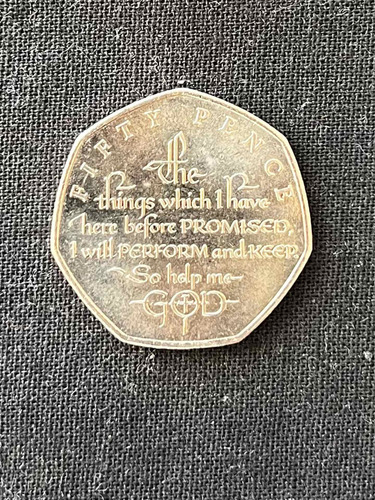 FIFTY PENCE
the
things which I have
here before PROMISED,
I will PERFORM and KEEP.
So help me
GOD